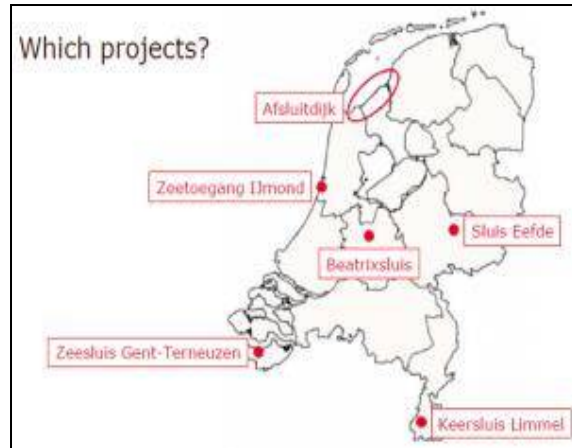 Which projects?
Afsluitdijk
Zeetoegang IJmond
Sluis Eefde
Beatrixsluis
Zeesluis Gent-Terneuzen
Keersluis Limmel